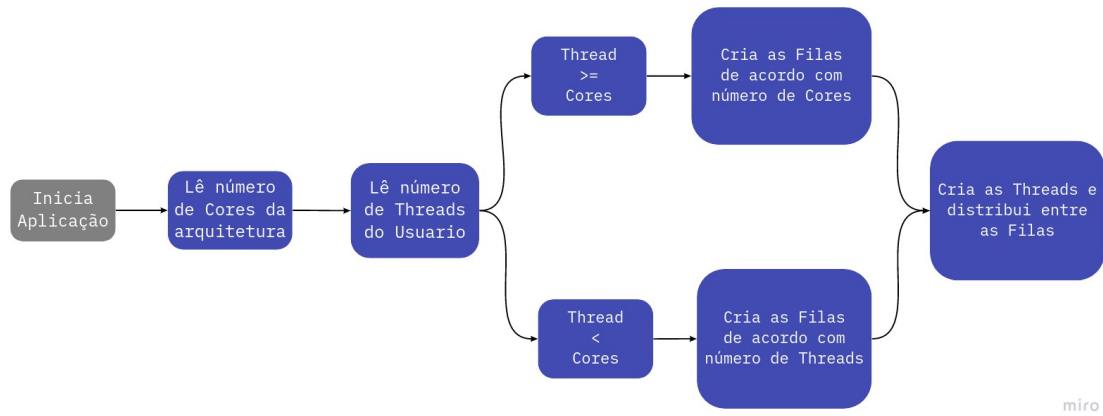 Inicia
Aplicação
Lê número
de Cores da
arquitetura
Lê número
de Threads
do Usuario
Thread
>=
Cores
Cria as Filas
de acordo com
número de Cores
Thread
<
Cores
Cria as Filas
de acordo com
número de Threads
Cria as Threads e
distribui entre
as Filas
miro